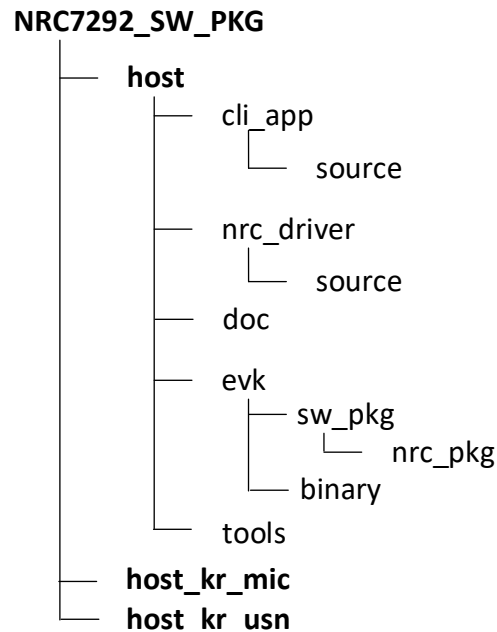 NRC7292_SW_PKG
host
cli_app
source
nrc_driver
source
doc
evk
sw_pkg
nrc_pkg
binary
tools
host_kr_mic
host_kr_usn